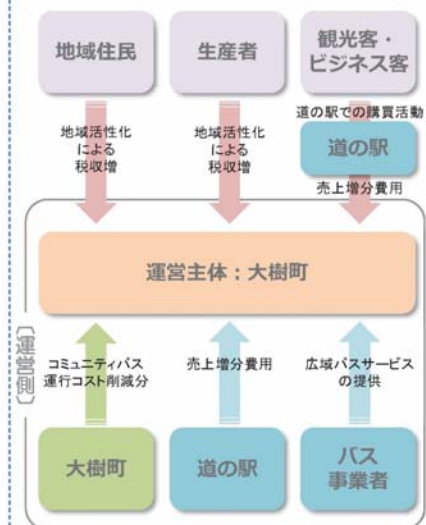 地域住民
生産者
観光客・
ビジネス客
地域活性化
による
税収増
地域活性化
による
税収増
道の駅での購買活動
道の駅
売上増分費用
運営主体：大樹町
〔運営側〕
コミュニティバス
運行コスト削減分
売上増分費用
広域バスサービス
の提供
大樹町
道の駅
バス
事業者